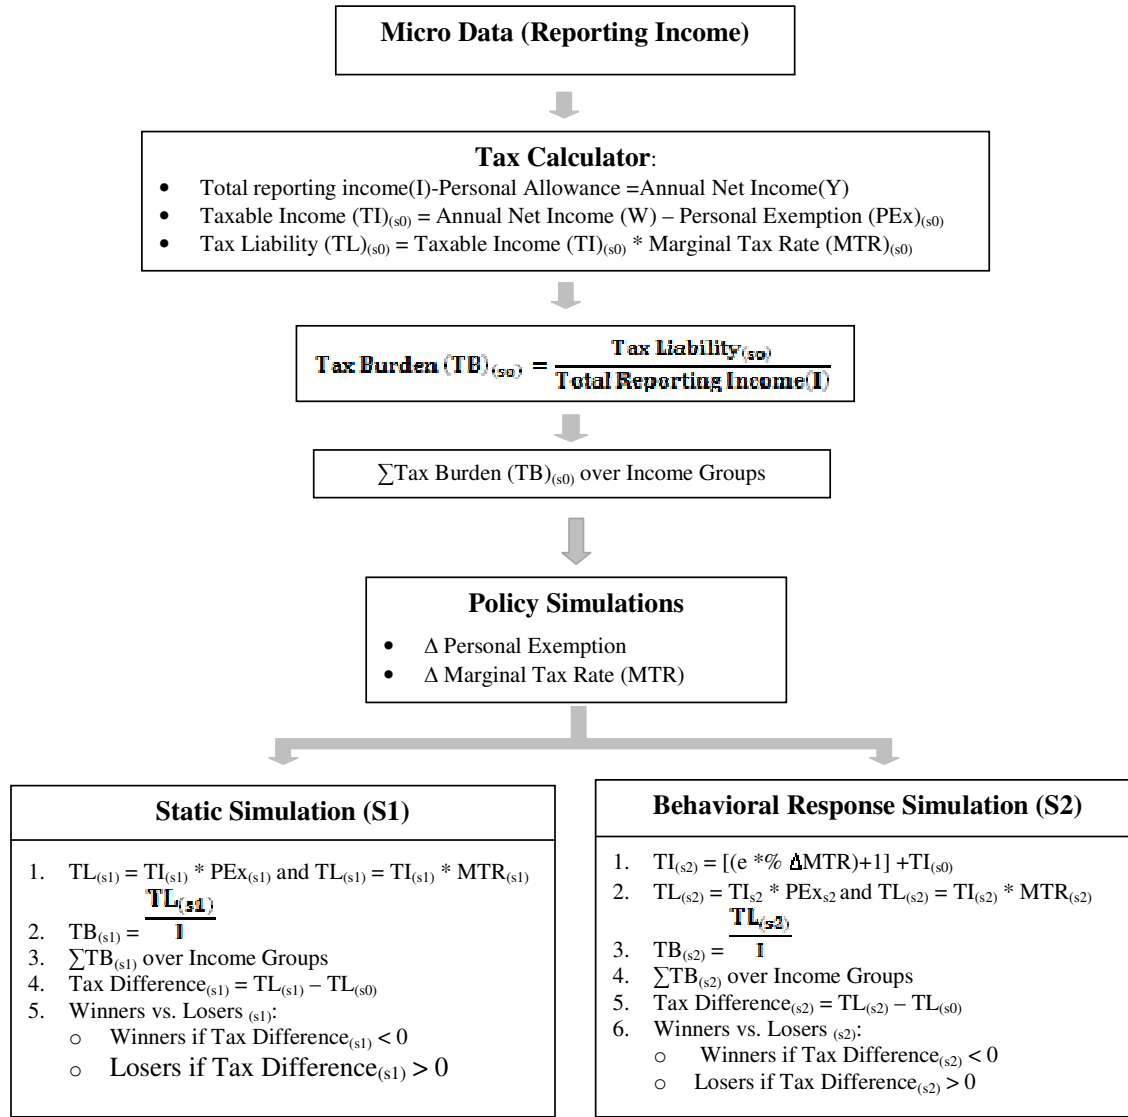 Micro Data (Reporting Income)
Tax Calculator:
• Total reporting income(I)-Personal Allowance =Annual Net Income(Y)
• Taxable Income (TI)(s0) = Annual Net Income (W) – Personal Exemption (PEx)(s0)
• Tax Liability (TL)(s0) = Taxable Income (TI)(s0) * Marginal Tax Rate (MTR)(s0)
Tax Burden (TB)(so) = Tax Liability(so) / Total Reporting Income(I)
∑Tax Burden (TB)(s0) over Income Groups
Policy Simulations
• Δ Personal Exemption
• Δ Marginal Tax Rate (MTR)
Static Simulation (S1)
1. TL(s1) = TI(s1) * PEx(s1) and TL(s1) = TI(s1) * MTR(s1)
2. TB(s1) = TL(s1) / I
3. ∑TB(s1) over Income Groups
4. Tax Difference(s1) = TL(s1) – TL(s0)
5. Winners vs. Losers (s1):
o Winners if Tax Difference(s1) < 0
o Losers if Tax Difference(s1) > 0
Behavioral Response Simulation (S2)
1. TI(s2) = [(e *% ΔMTR)+1] +TI(s0)
2. TL(s2) = TIs2 * PExs2 and TL(s2) = TI(s2) * MTR(s2)
3. TB(s2) = TL(s2) / I
4. ∑TB(s2) over Income Groups
5. Tax Difference(s2) = TL(s2) – TL(s0)
6. Winners vs. Losers (s2):
o Winners if Tax Difference(s2) < 0
o Losers if Tax Difference(s2) > 0